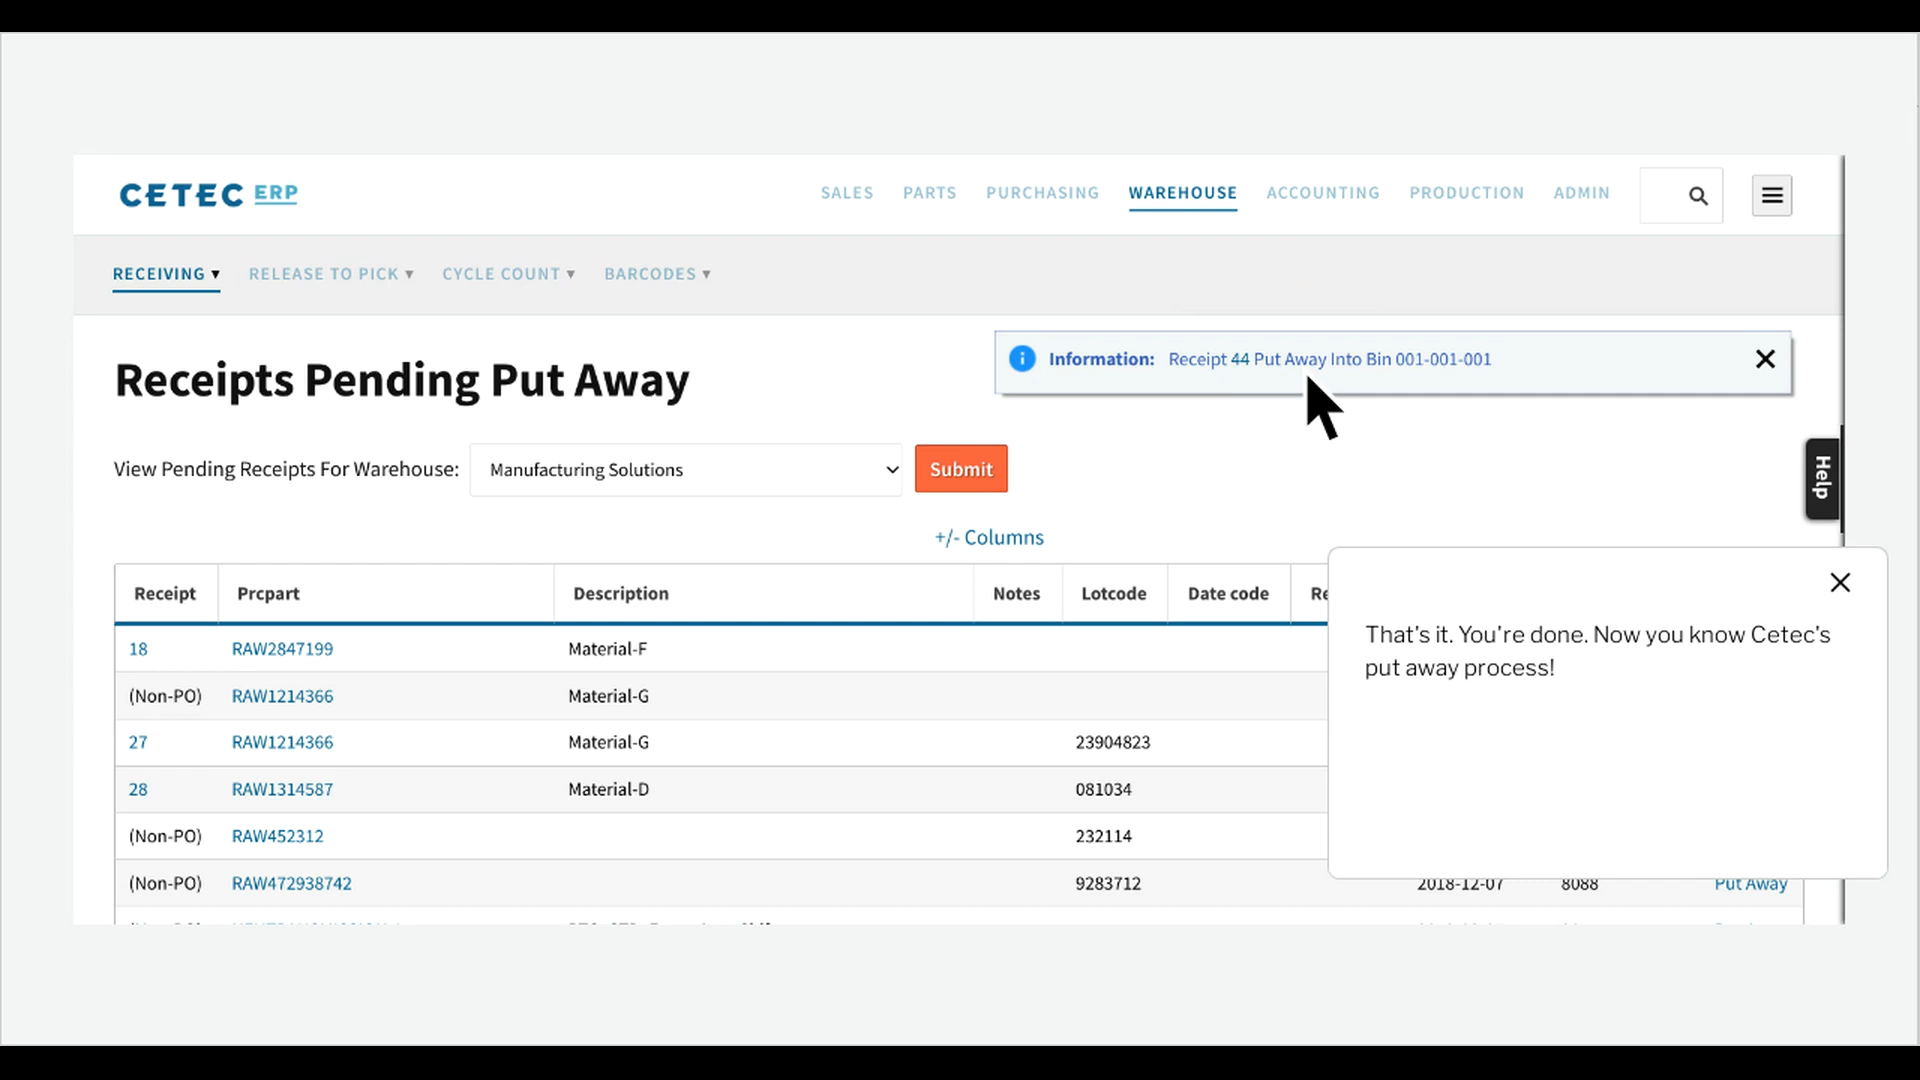 CETEC ERP
SALES PARTS PURCHASING WAREHOUSE ACCOUNTING PRODUCTION ADMIN
RECEIVING ▼ RELEASE TO PICK ▼ CYCLE COUNT ▼ BARCODES ▼
Information: Receipt 44 Put Away Into Bin 001-001-001
Receipts Pending Put Away
View Pending Receipts For Warehouse: Manufacturing Solutions Submit
Help
+/- Columns
Receipt Prcpart Description Notes Lotcode Date code
18 RAW2847199 Material-F
(Non-PO) RAW1214366 Material-G
27 RAW1214366 Material-G 23904823
28 RAW1314587 Material-D 081034
(Non-PO) RAW452312 232114
(Non-PO) RAW472938742 9283712 2018-12-07 8088 Put Away
That's it. You're done. Now you know Cetec's
put away process!